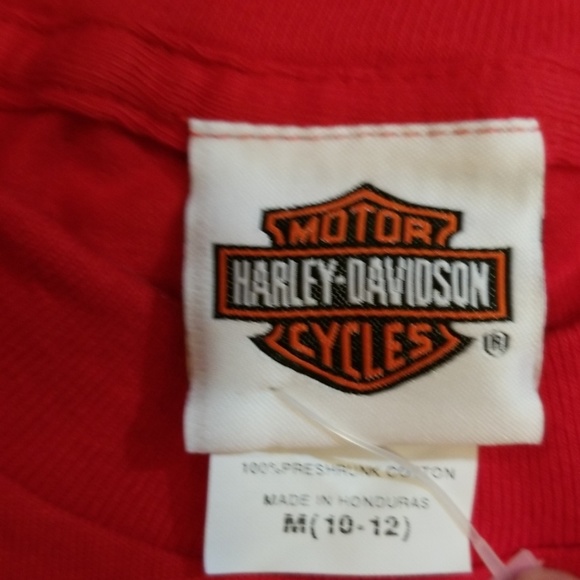 MOTOR
HARLEY-DAVIDSON
CYCLES
®
100% PRESHRUNK COTTON
MADE IN HONDURAS
M(10-12)